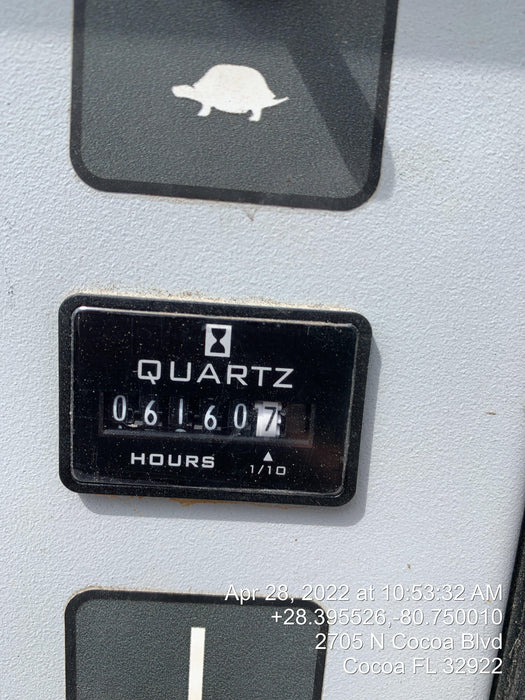 QUARTZ
061607
HOURS
1/10
Apr 28, 2022 at 10:53:32 AM
+28.395526,-80.750010
2705 N Cocoa Blvd
Cocoa FL 32922